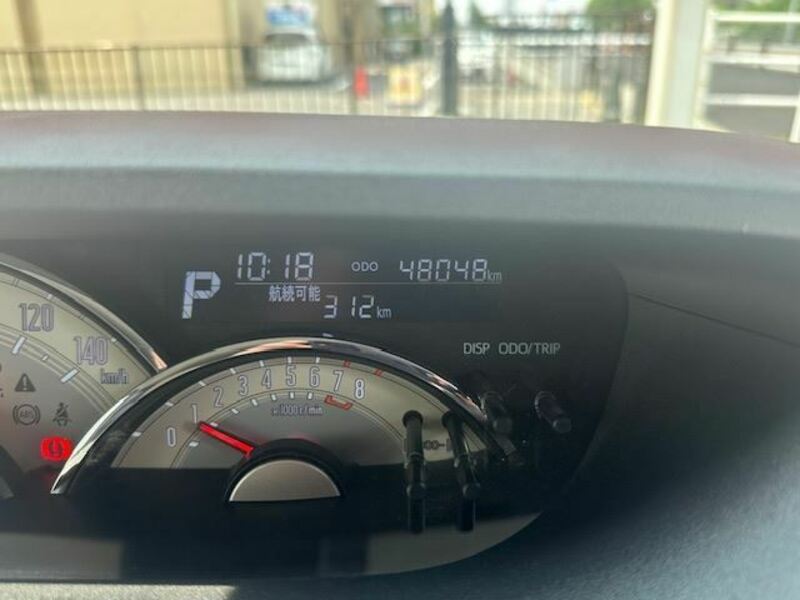 10:18 ODO 48048km
P
航続可能 312km
120
140
km/h
DISP ODO/TRIP
0 1 2 3 4 5 6 7 8
x1000r/min
ABS